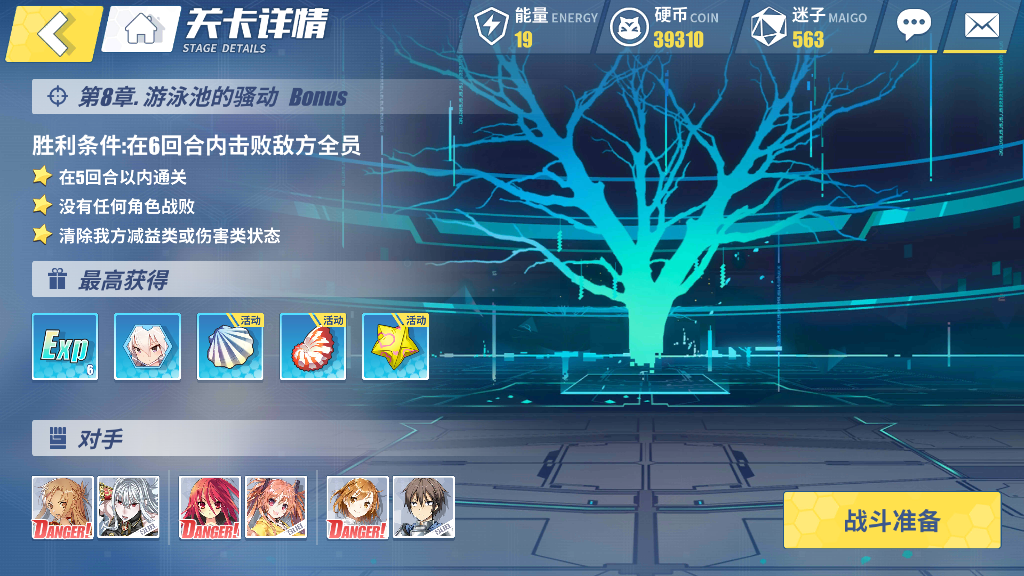 关卡详情
STAGE DETAILS
能量 ENERGY
19
硬币 COIN
39310
迷子 MAIGO
563
第8章. 游泳池的骚动 Bonus
胜利条件:在6回合内击败敌方全员
在5回合以内通关
没有任何角色战败
清除我方减益类或伤害类状态
最高获得
Exp
6
活动
活动
活动
对手
DANGER!
DANGER!
DANGER!
战斗准备